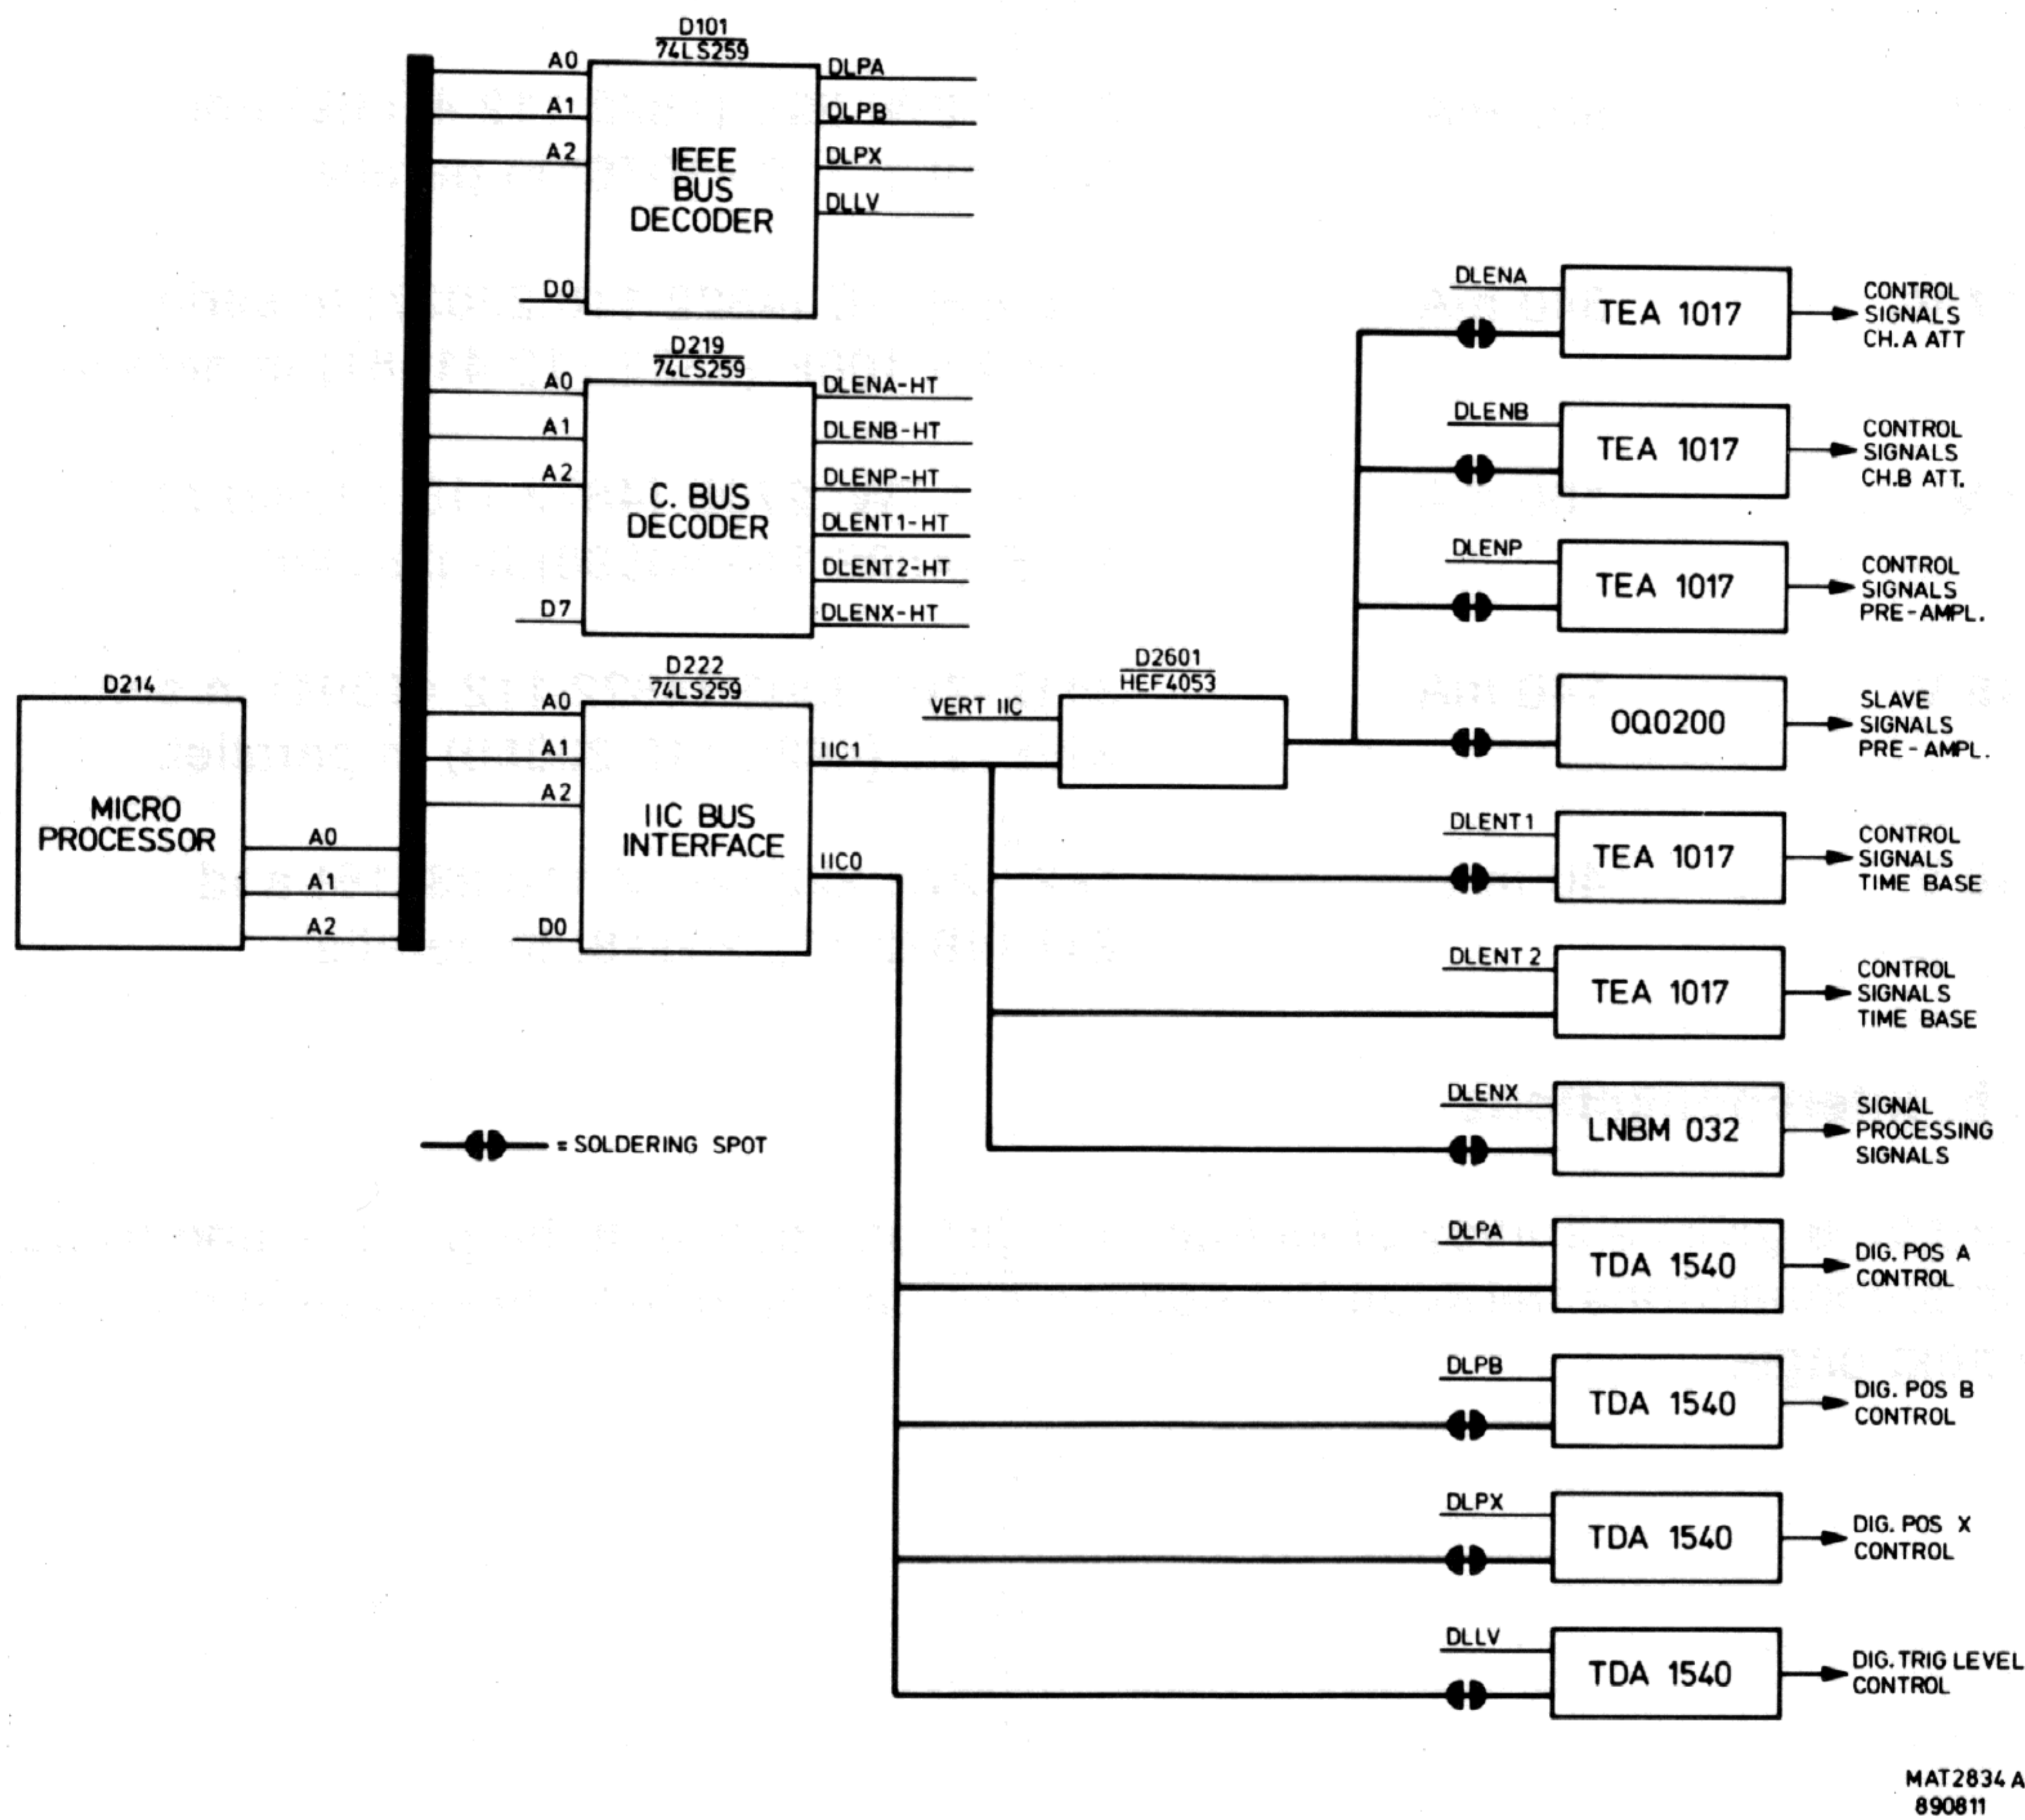 D101
74LS259
A0
A1
A2
D0
IEEE
BUS
DECODER
DLPA
DLPB
DLPX
DLLV
D219
74LS259
A0
A1
A2
D7
C. BUS
DECODER
DLENA-HT
DLENB-HT
DLENP-HT
DLENT1-HT
DLENT2-HT
DLENX-HT
D222
74LS259
A0
A1
A2
D0
IIC BUS
INTERFACE
IIC1
IIC0
D214
MICRO
PROCESSOR
A0
A1
A2
= SOLDERING SPOT
D2601
HEF4053
VERT IIC
DLENA
TEA 1017
CONTROL
SIGNALS
CH.A ATT
DLENB
TEA 1017
CONTROL
SIGNALS
CH.B ATT.
DLENP
TEA 1017
CONTROL
SIGNALS
PRE-AMPL.
OQ0200
SLAVE
SIGNALS
PRE-AMPL.
DLENT1
TEA 1017
CONTROL
SIGNALS
TIME BASE
DLENT2
TEA 1017
CONTROL
SIGNALS
TIME BASE
DLENX
LNBM 032
SIGNAL
PROCESSING
SIGNALS
DLPA
TDA 1540
DIG. POS A
CONTROL
DLPB
TDA 1540
DIG. POS B
CONTROL
DLPX
TDA 1540
DIG. POS X
CONTROL
DLLV
TDA 1540
DIG. TRIG LEVEL
CONTROL
MAT2834 A
890811